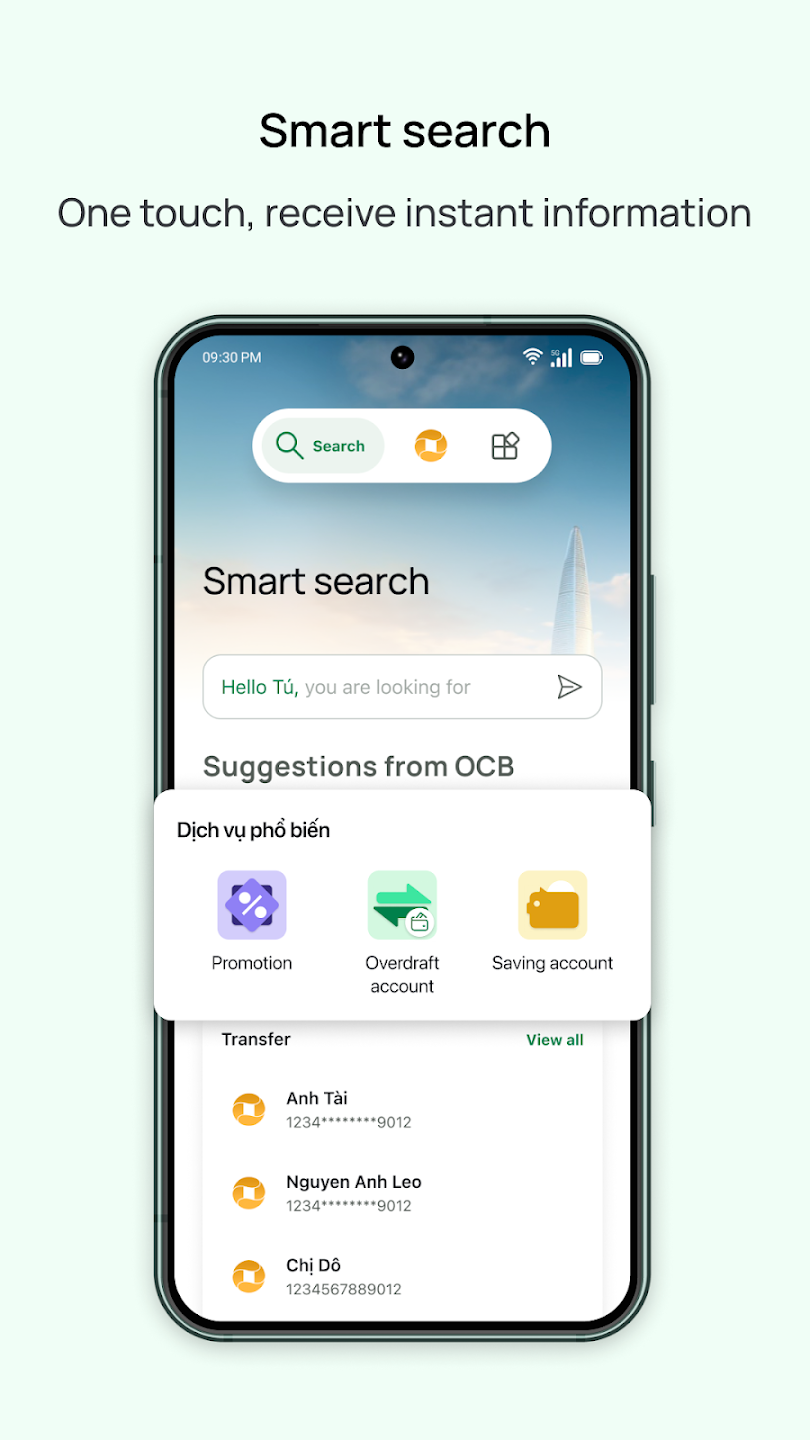 Smart search
One touch, receive instant information
09:30 PM
5G
Search
Smart search
Hello Tú, you are looking for
Suggestions from OCB
Dịch vụ phổ biến
Promotion
Overdraft
account
Saving account
Transfer
View all
Anh Tài
1234********9012
Nguyen Anh Leo
1234********9012
Chị Dô
1234567889012